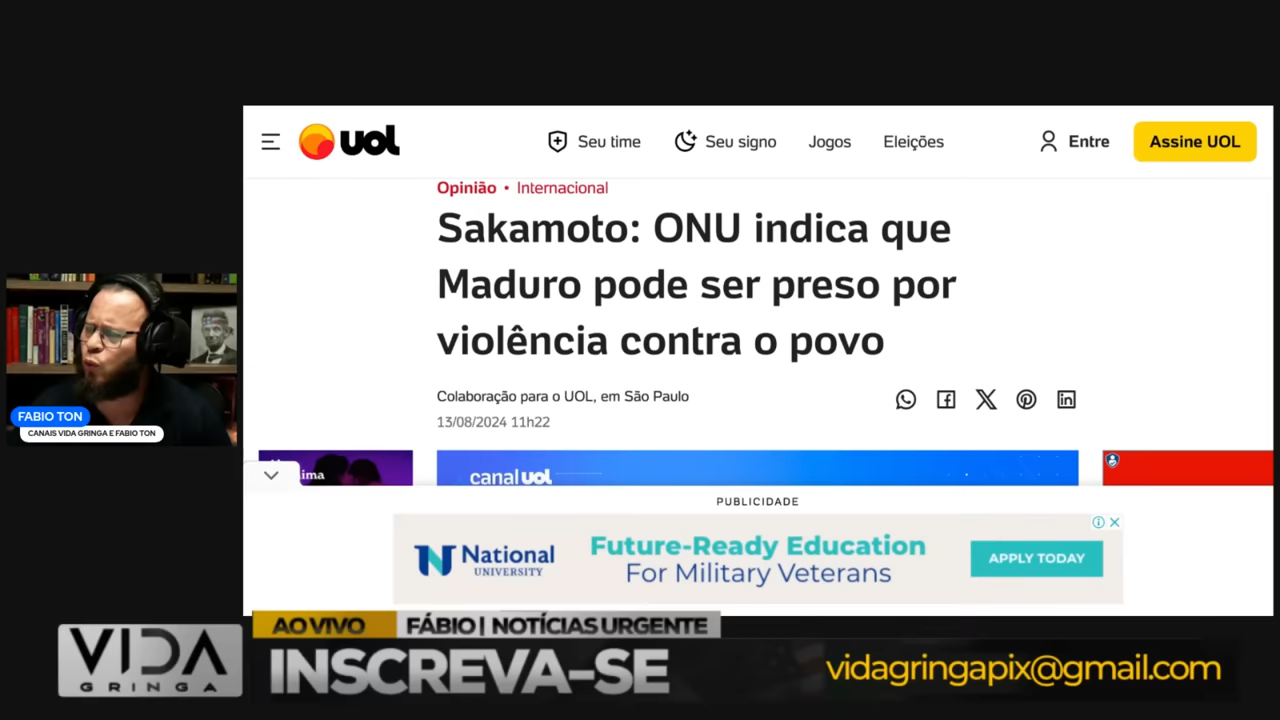 uol
Seu time
Seu signo
Jogos
Eleições
Entre
Assine UOL
Opinião • Internacional
Sakamoto: ONU indica que
Maduro pode ser preso por
violência contra o povo
Colaboração para o UOL, em São Paulo
13/08/2024 11h22
canal uol
PUBLICIDADE
National
UNIVERSITY
Future-Ready Education
For Military Veterans
APPLY TODAY
FABIO TON
CANAIS VIDA GRINGA E FABIO TON
AO VIVO
FÁBIO | NOTÍCIAS URGENTE
VIDA
GRINGA
INSCREVA-SE
vidagringapix@gmail.com